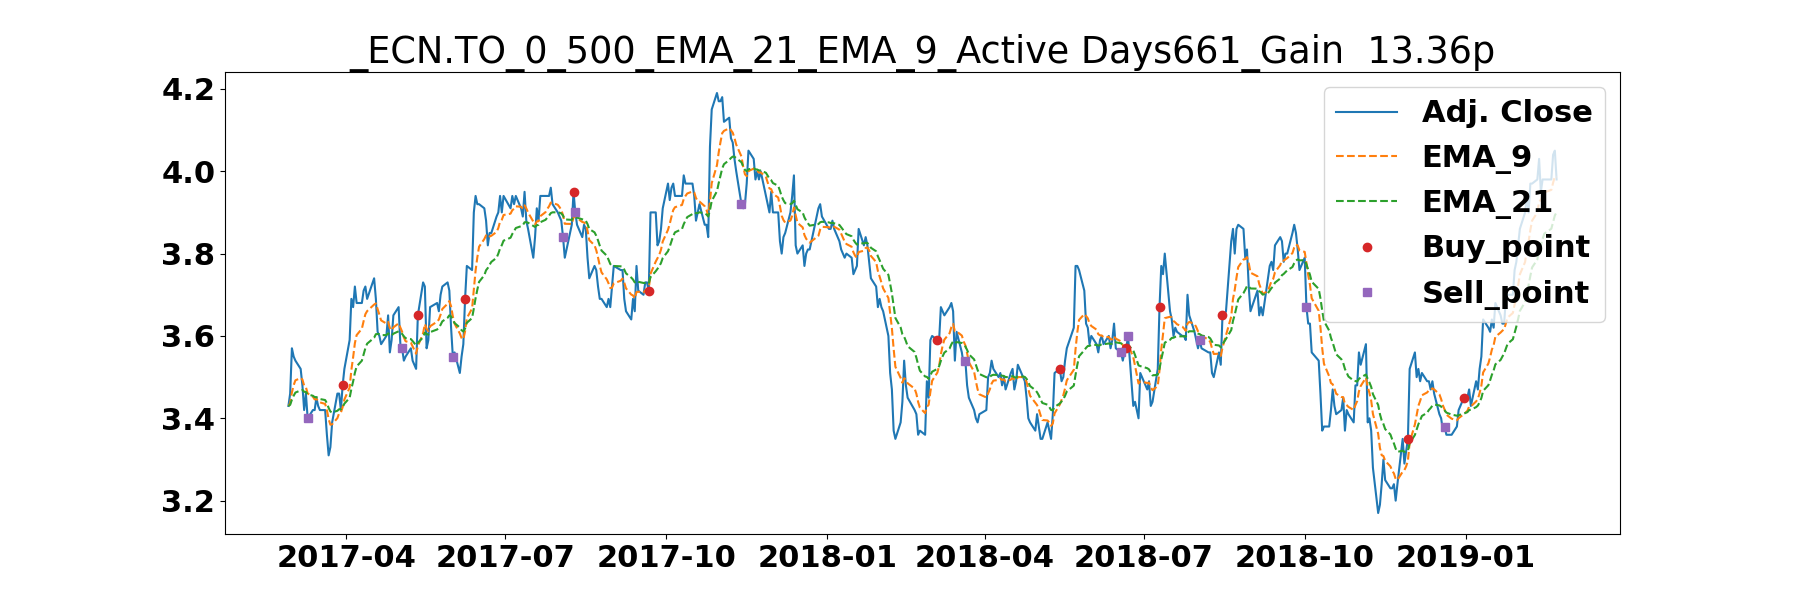 _ECN.TO_0_500_EMA_21_EMA_9_Active Days661_Gain  13.36p
4.2
4.0
3.8
3.6
3.4
3.2
Adj. Close
EMA_9
EMA_21
Buy_point
Sell_point
2017-04 2017-07 2017-10 2018-01 2018-04 2018-07 2018-10 2019-01